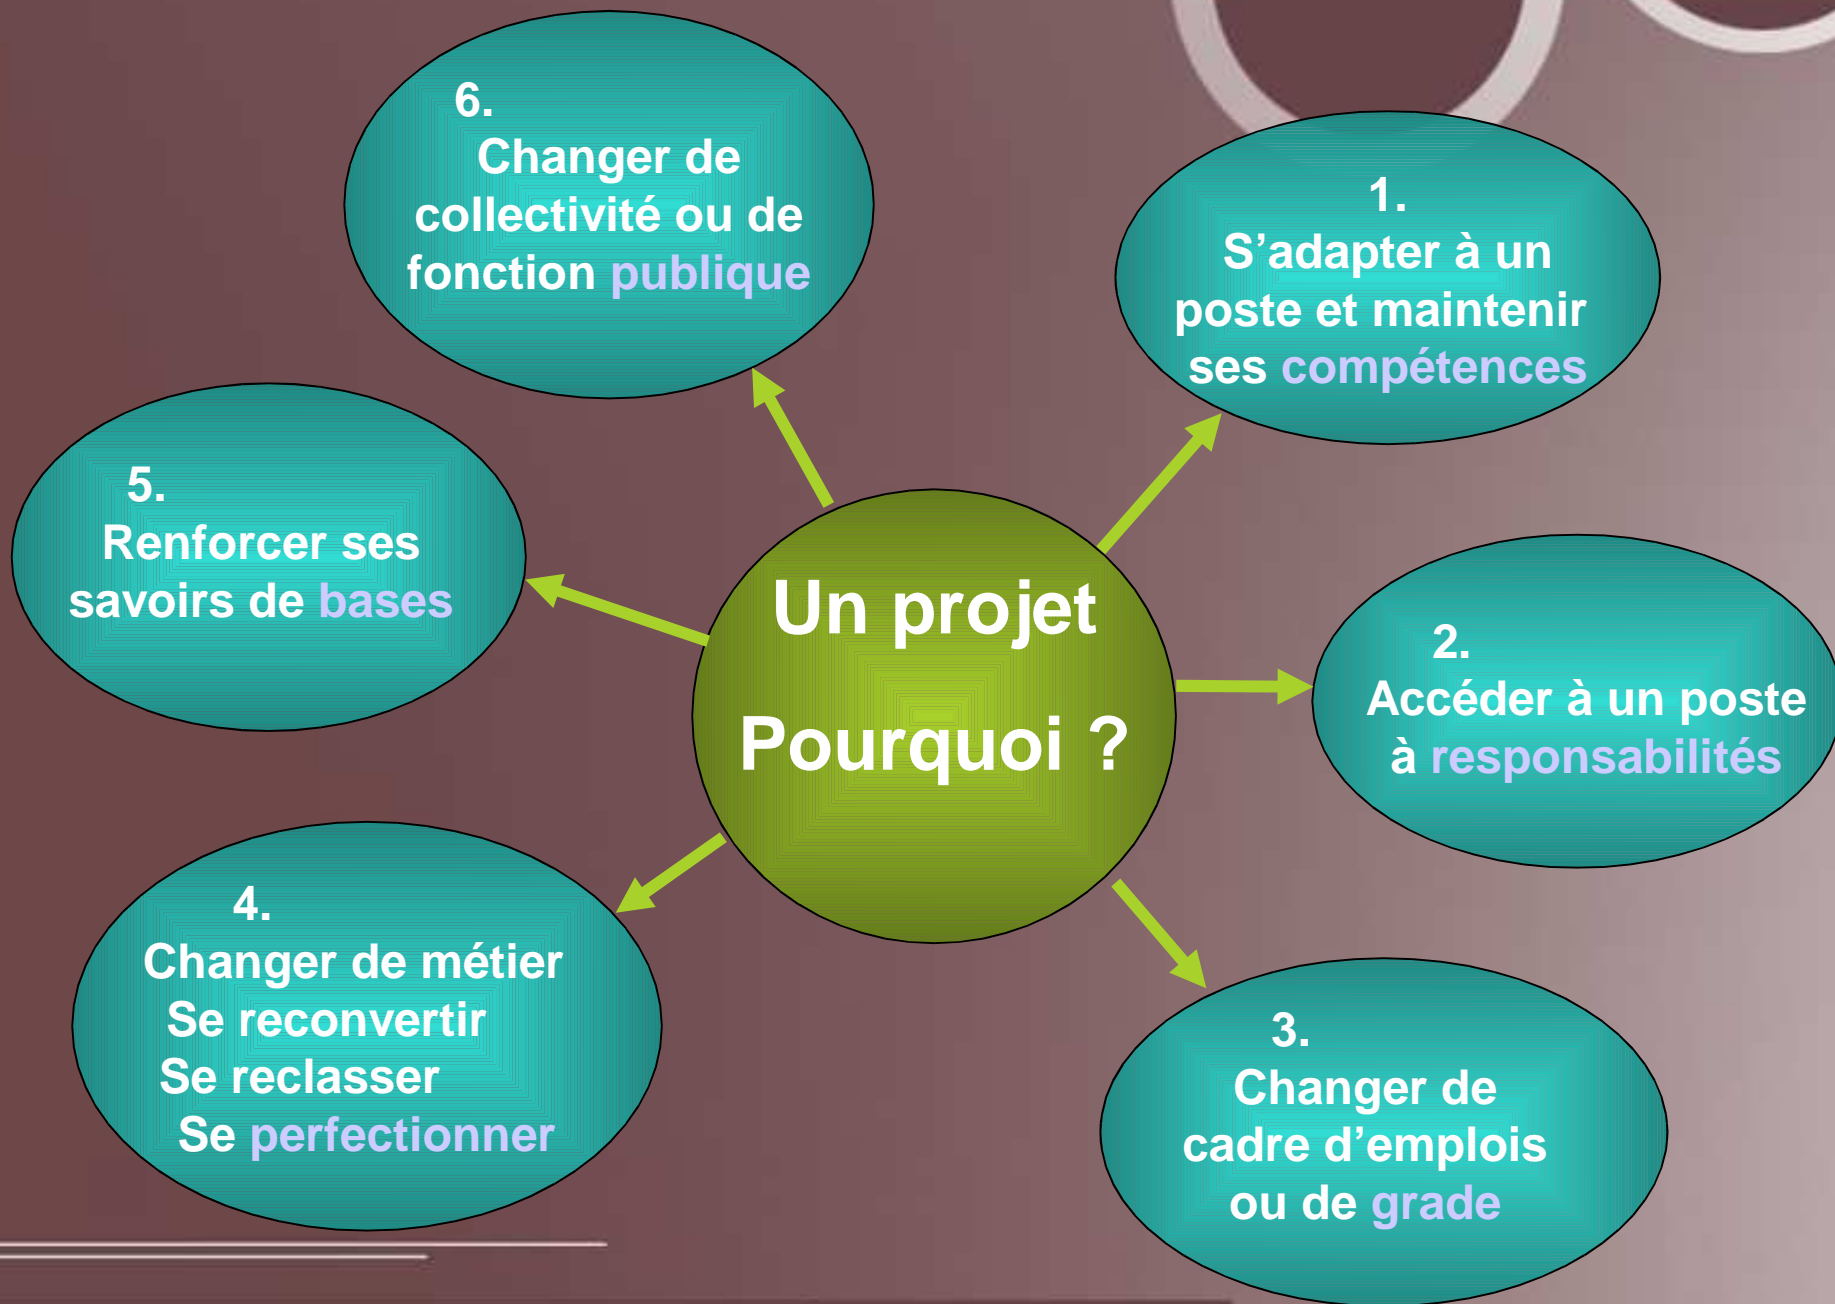 Un projet
Pourquoi ?
1.
S’adapter à un
poste et maintenir
ses compétences
2.
Accéder à un poste
à responsabilités
3.
Changer de
cadre d’emplois
ou de grade
4.
Changer de métier
Se reconvertir
Se reclasser
Se perfectionner
5.
Renforcer ses
savoirs de bases
6.
Changer de
collectivité ou de
fonction publique